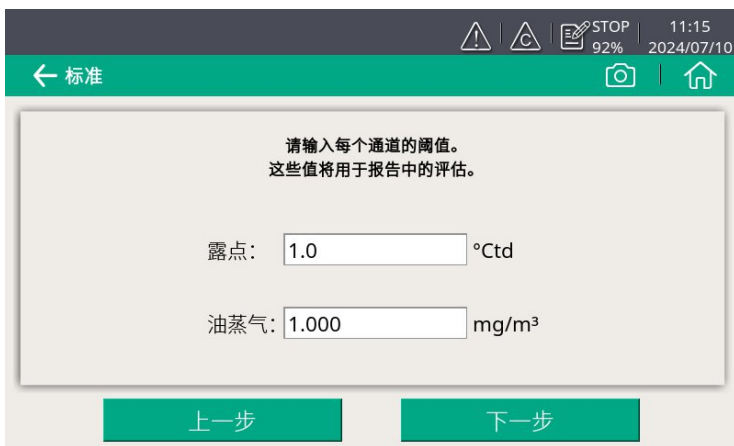 STOP 11:15
92% 2024/07/10
标准
请输入每个通道的阈值。
这些值将用于报告中的评估。
露点： 1.0 °Ctd
油蒸气： 1.000 mg/m³
上一步 下一步